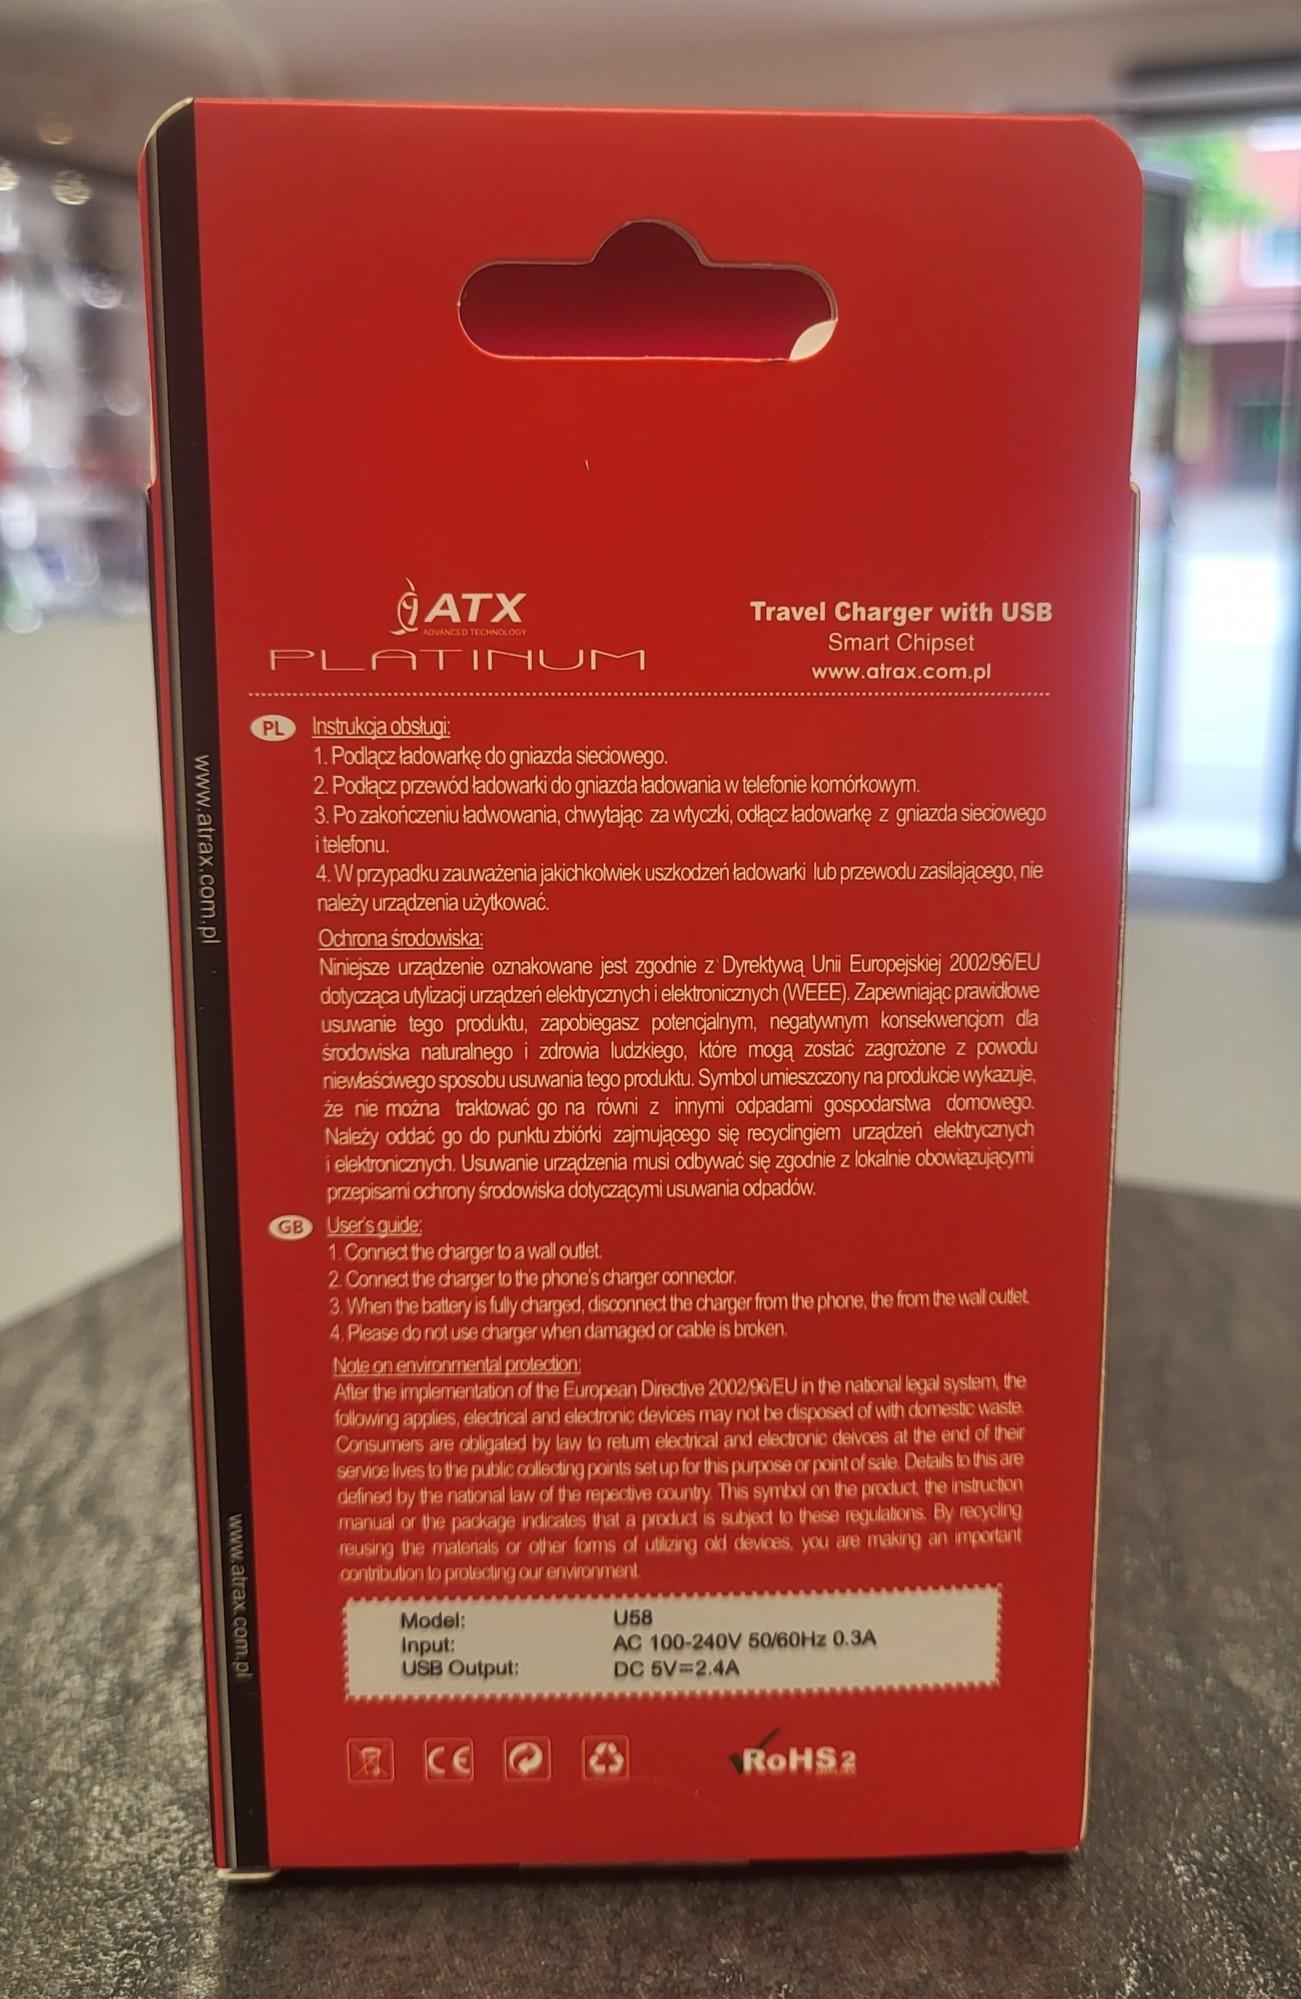 ATX
ADVANCED TECHNOLOGY
PLATINUM
Travel Charger with USB
Smart Chipset
www.atrax.com.pl
PL
Instrukcja obsługi:
1. Podlącz ładowarkę do gniazda sieciowego.
2. Podłącz przewód ładowarki do gniazda ładowania w telefonie komórkowym.
3. Po zakończeniu ładwowania, chwytając za wtyczki, odłącz ładowarkę z gniazda sieciowego
i telefonu.
4. W przypadku zauważenia jakichkolwiek uszkodzeń ładowarki lub przewodu zasilającego, nie
należy urządzenia użytkować.
Ochrona środowiska:
Niniejsze urządzenie oznakowane jest zgodnie z Dyrektywą Unii Europejskiej 2002/96/EU
dotycząca utylizacji urządzeń elektrycznych i elektronicznych (WEEE). Zapewniając prawidłowe
usuwanie tego produktu, zapobiegasz potencjalnym, negatywnym konsekwencjom dla
środowiska naturalnego i zdrowia ludzkiego, które mogą zostać zagrożone z powodu
niewłaściwego sposobu usuwania tego produktu. Symbol umieszczony na produkcie wykazuje,
że nie można traktować go na równi z innymi odpadami gospodarstwa domowego.
Należy oddać go do punktu zbiórki zajmującego się recyclingiem urządzeń elektrycznych
i elektronicznych. Usuwanie urządzenia musi odbywać się zgodnie z lokalnie obowiązującymi
przepisami ochrony środowiska dotyczącymi usuwania odpadów.
GB
User's guide:
1. Connect the charger to a wall outlet.
2. Connect the charger to the phone's charger connector.
3. When the battery is fully charged, disconnect the charger from the phone, the from the wall outlet.
4. Please do not use charger when damaged or cable is broken.
Note on environmental protection:
After the implementation of the European Directive 2002/96/EU in the national legal system, the
following applies, electrical and electronic devices may not be disposed of with domestic waste.
Consumers are obligated by law to return electrical and electronic deivces at the end of their
service lives to the public collecting points set up for this purpose or point of sale. Details to this are
defined by the national law of the repective country. This symbol on the product, the instruction
manual or the package indicates that a product is subject to these regulations. By recycling
reusing the materials or other forms of utilizing old devices, you are making an important
contribution to protecting our environment.
Model: U58
Input: AC 100-240V 50/60Hz 0.3A
USB Output: DC 5V=2.4A
CE
RoHS 2
www.atrax.com.pl
www.atrax.com.pl